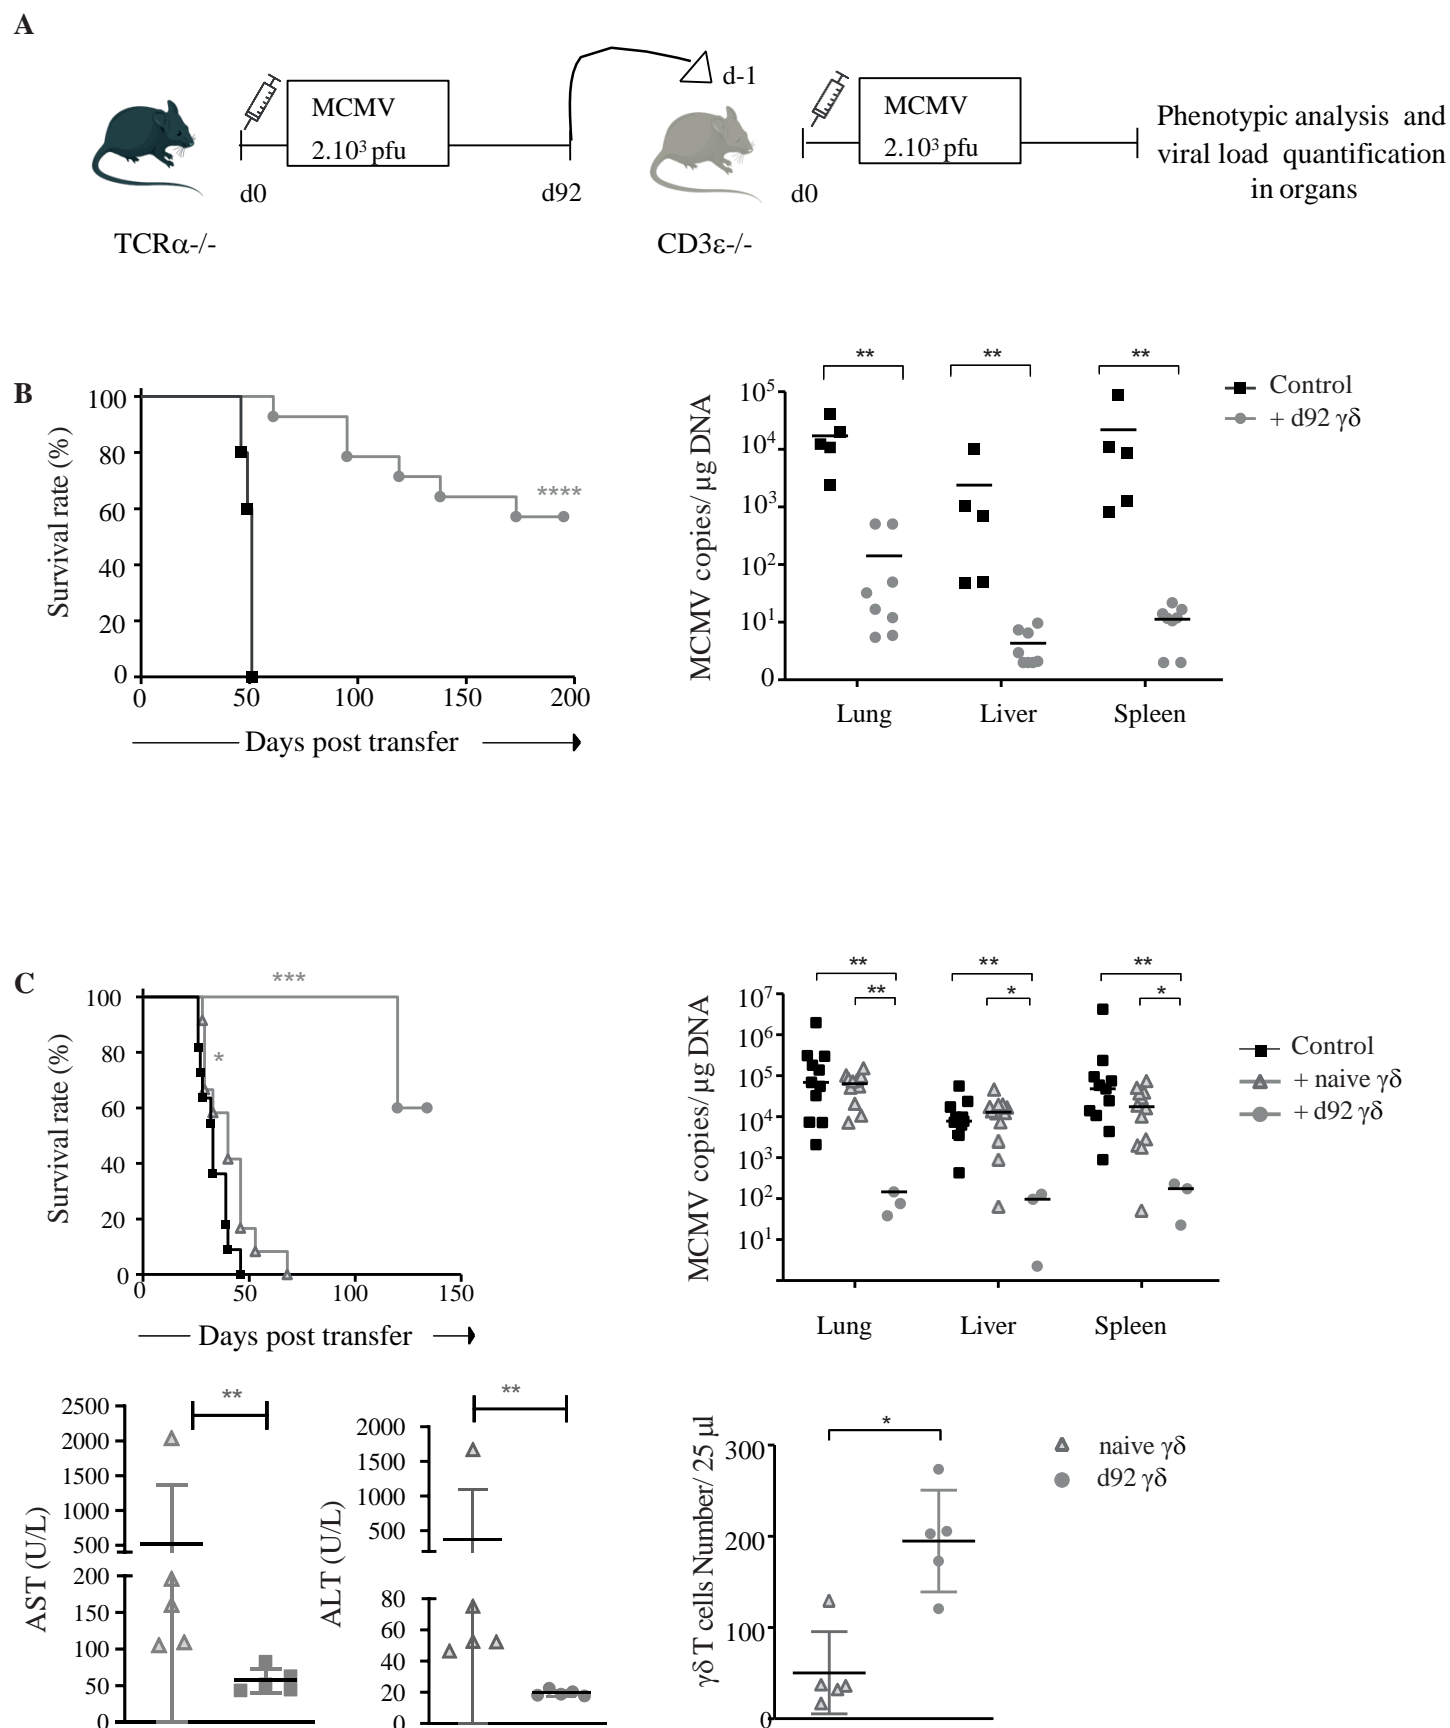 A
MCMV
2.10³ pfu
d0
d92
TCRα-/-
d-1
CD3ε-/-
MCMV
2.10³ pfu
d0
Phenotypic analysis and
viral load quantification
in organs
B
Survival rate (%)
100
80
60
40
20
0
0
50
100
150
200
****
Days post transfer
MCMV copies/ µg DNA
10⁵
10⁴
10³
10²
10¹
0
**
**
**
Lung
Liver
Spleen
Control
+ d92 γδ
C
Survival rate (%)
100
80
60
40
20
0
0
50
100
150
***
*
Days post transfer
MCMV copies/ µg DNA
10⁷
10⁶
10⁵
10⁴
10³
10²
10¹
**
**
**
*
**
*
Lung
Liver
Spleen
Control
+ naive γδ
+ d92 γδ
AST (U/L)
2500
2000
1500
1000
500
200
150
100
50
0
**
ALT (U/L)
2000
1500
1000
500
80
60
40
20
0
**
γδ T cells Number/ 25 µl
300
200
100
0
*
naive γδ
d92 γδ